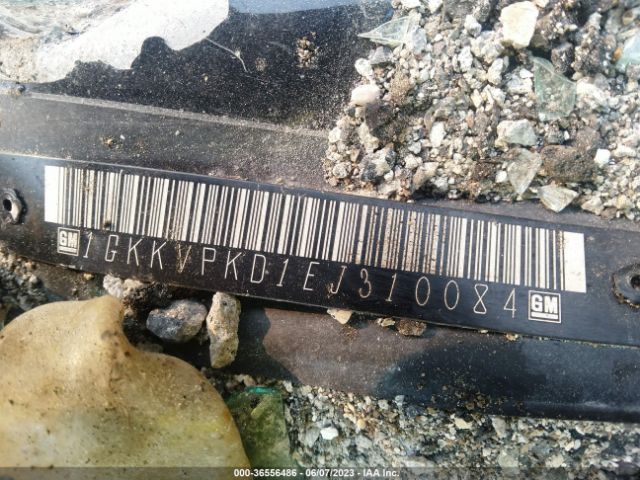 GM 1GKKVPKD1EJ310084 GM
000-36556486 - 06/07/2023 - IAA Inc.